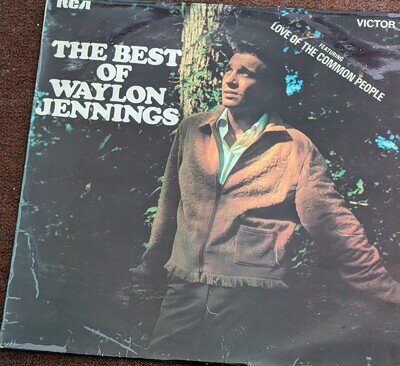 RCA
VICTOR
THE BEST
OF
WAYLON
JENNINGS
FEATURING
LOVE OF THE COMMON PEOPLE